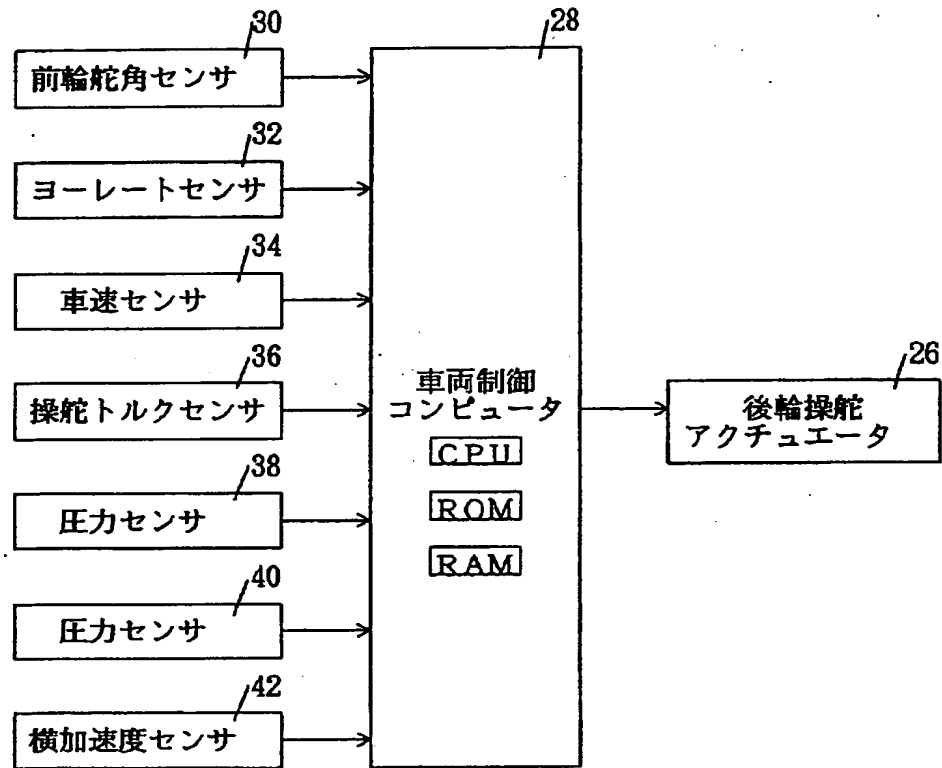 30
前輪舵角センサ
32
ヨーレートセンサ
34
車速センサ
36
操舵トルクセンサ
38
圧力センサ
40
圧力センサ
42
横加速度センサ
28
車両制御
コンピュータ
CPU
ROM
RAM
26
後輪操舵
アクチュエータ